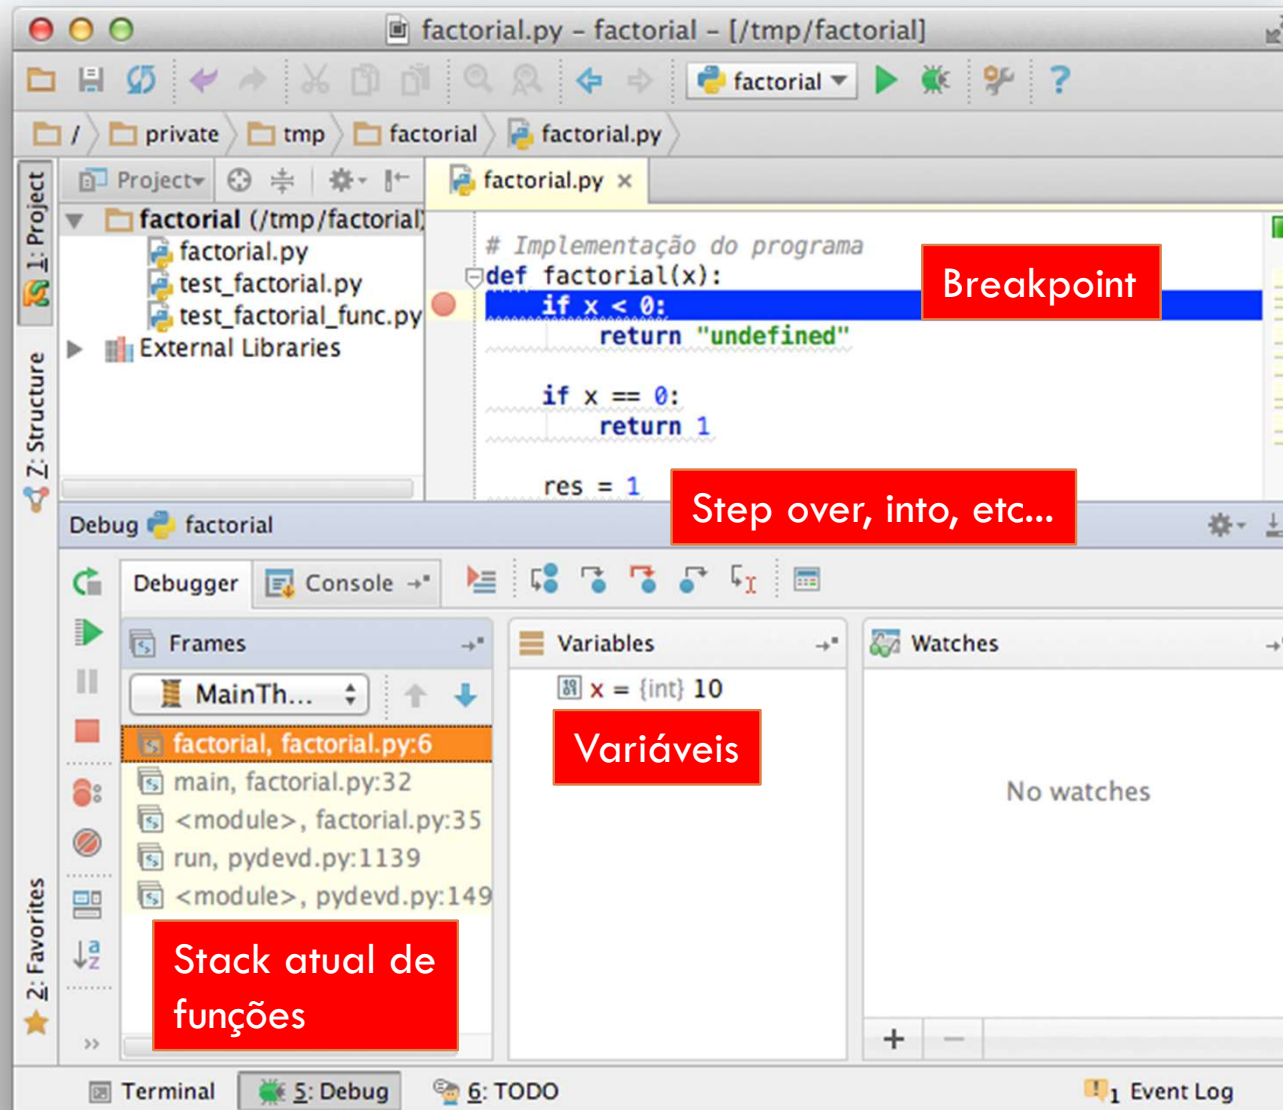 factorial.py – factorial – [/tmp/factorial]
factorial
/ private tmp factorial factorial.py
1: Project
Z: Structure
2: Favorites
Project
factorial (/tmp/factorial)
factorial.py
test_factorial.py
test_factorial_func.py
External Libraries
factorial.py ×
# Implementação do programa
def factorial(x):
if x < 0:
return "undefined"
if x == 0:
return 1
res = 1
Breakpoint
Step over, into, etc...
Debug factorial
Debugger Console
Frames
MainTh...
factorial, factorial.py:6
main, factorial.py:32
<module>, factorial.py:35
run, pydevd.py:1139
<module>, pydevd.py:149
Stack atual de
funções
Variables
x = {int} 10
Variáveis
Watches
No watches
Terminal 5: Debug 6: TODO 1 Event Log